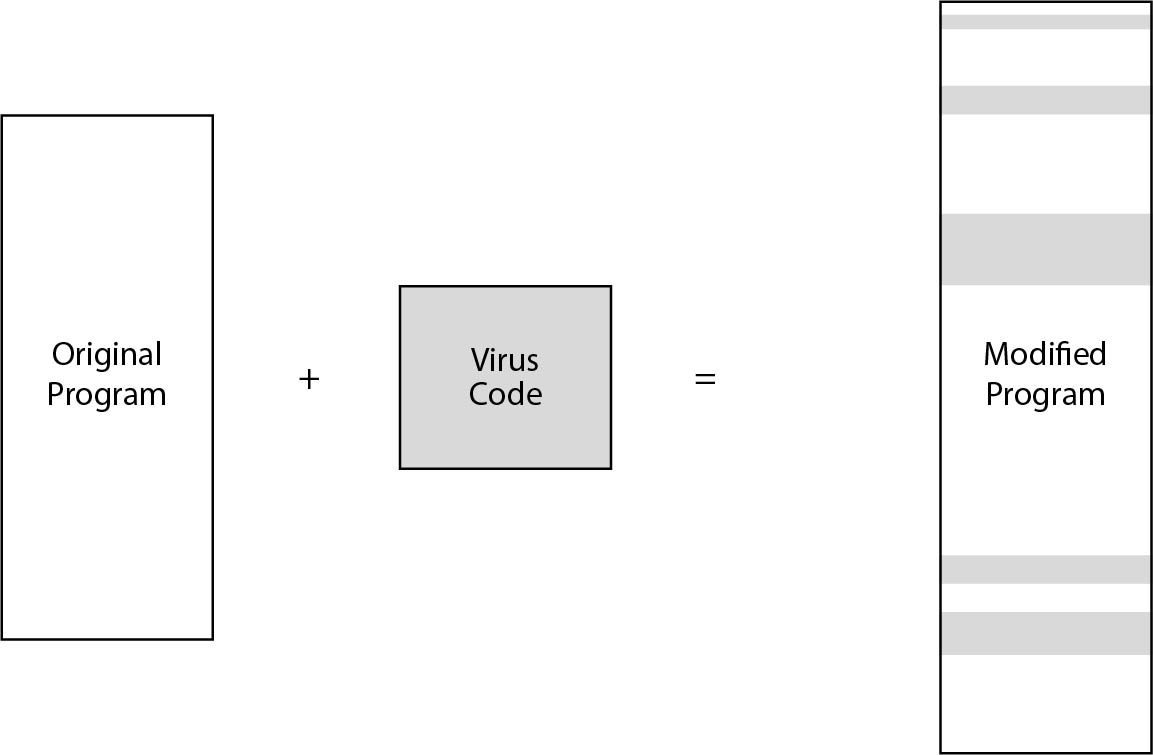 Original
Program
+
Virus
Code
=
Modified
Program